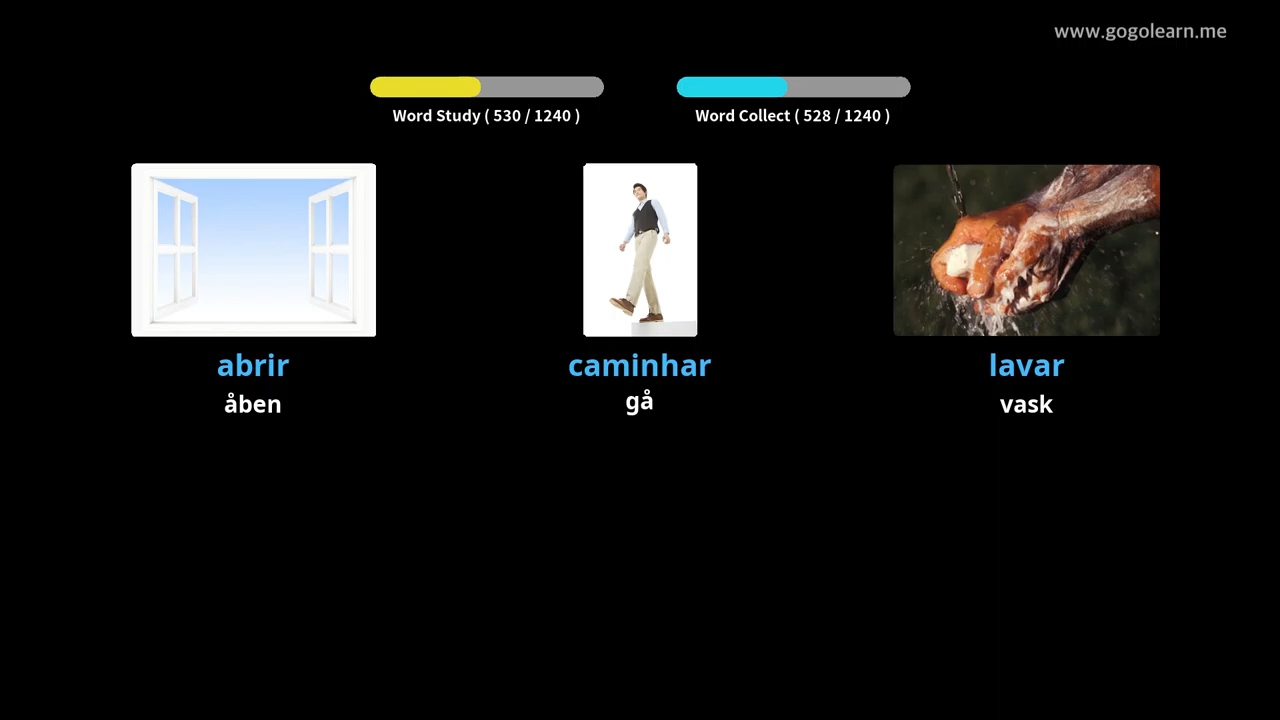 www.gogolearn.me
Word Study ( 530 / 1240 )
Word Collect ( 528 / 1240 )
abrir
åben
caminhar
gå
lavar
vask